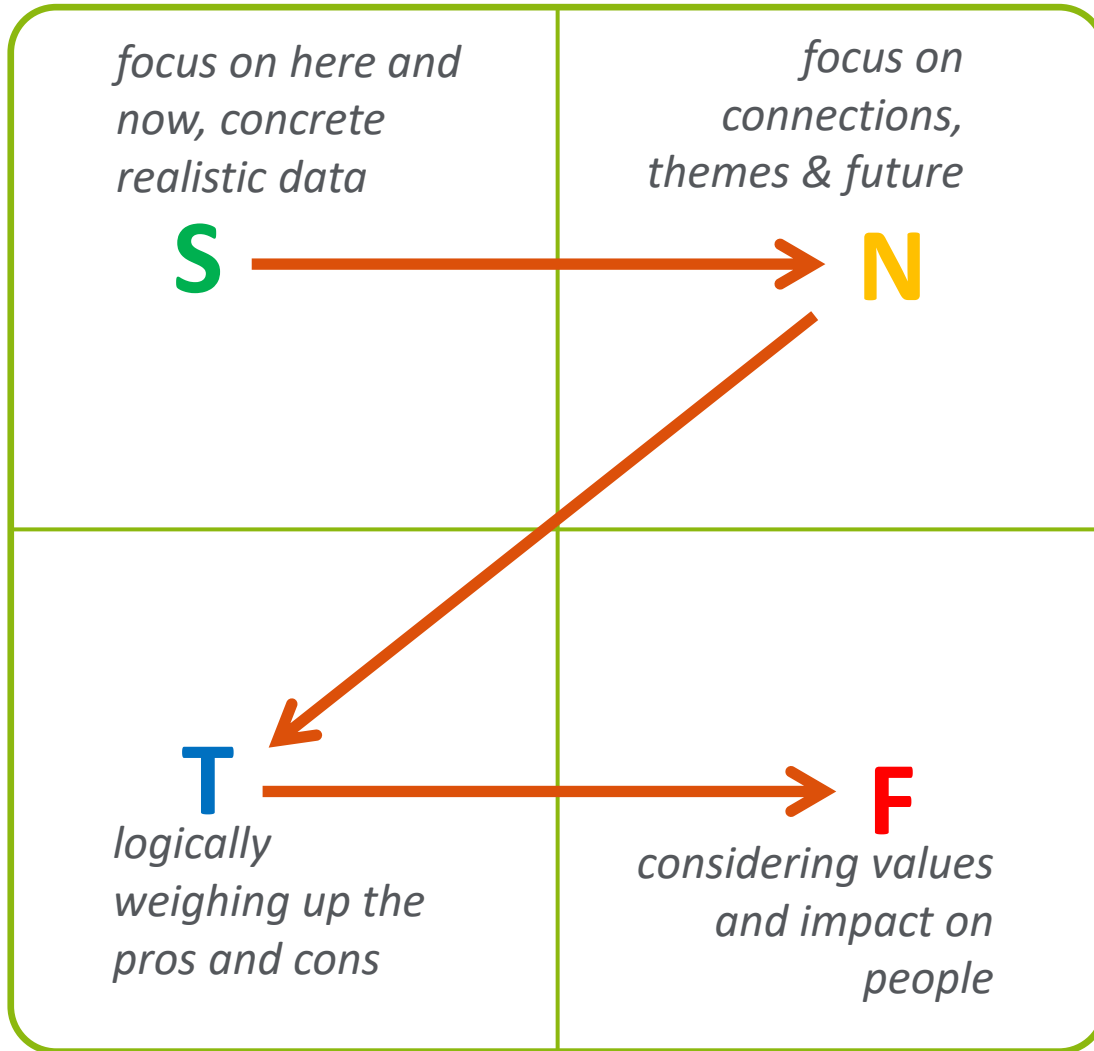 focus on here and
now, concrete
realistic data
S
focus on
connections,
themes & future
N
T
logically
weighing up the
pros and cons
F
considering values
and impact on
people